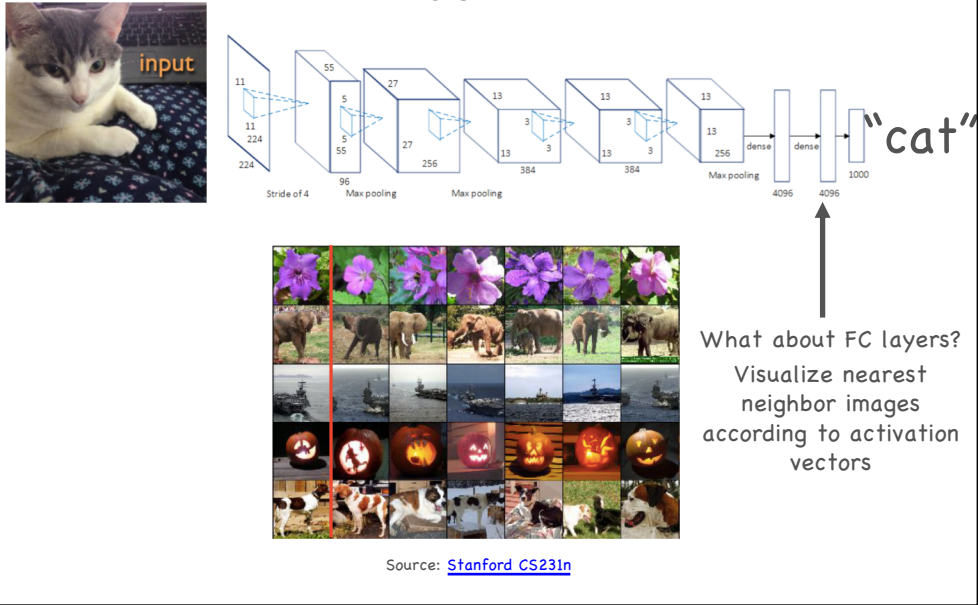 input
11
11
224
224
Stride of 4
55
5
5
55
96
Max pooling
27
27
256
Max pooling
13
3
3
13
384
13
3
3
13
384
13
13
256
Max pooling
dense
4096
dense
4096
1000
"cat"
What about FC layers?
Visualize nearest
neighbor images
according to activation
vectors
Source: Stanford CS231n